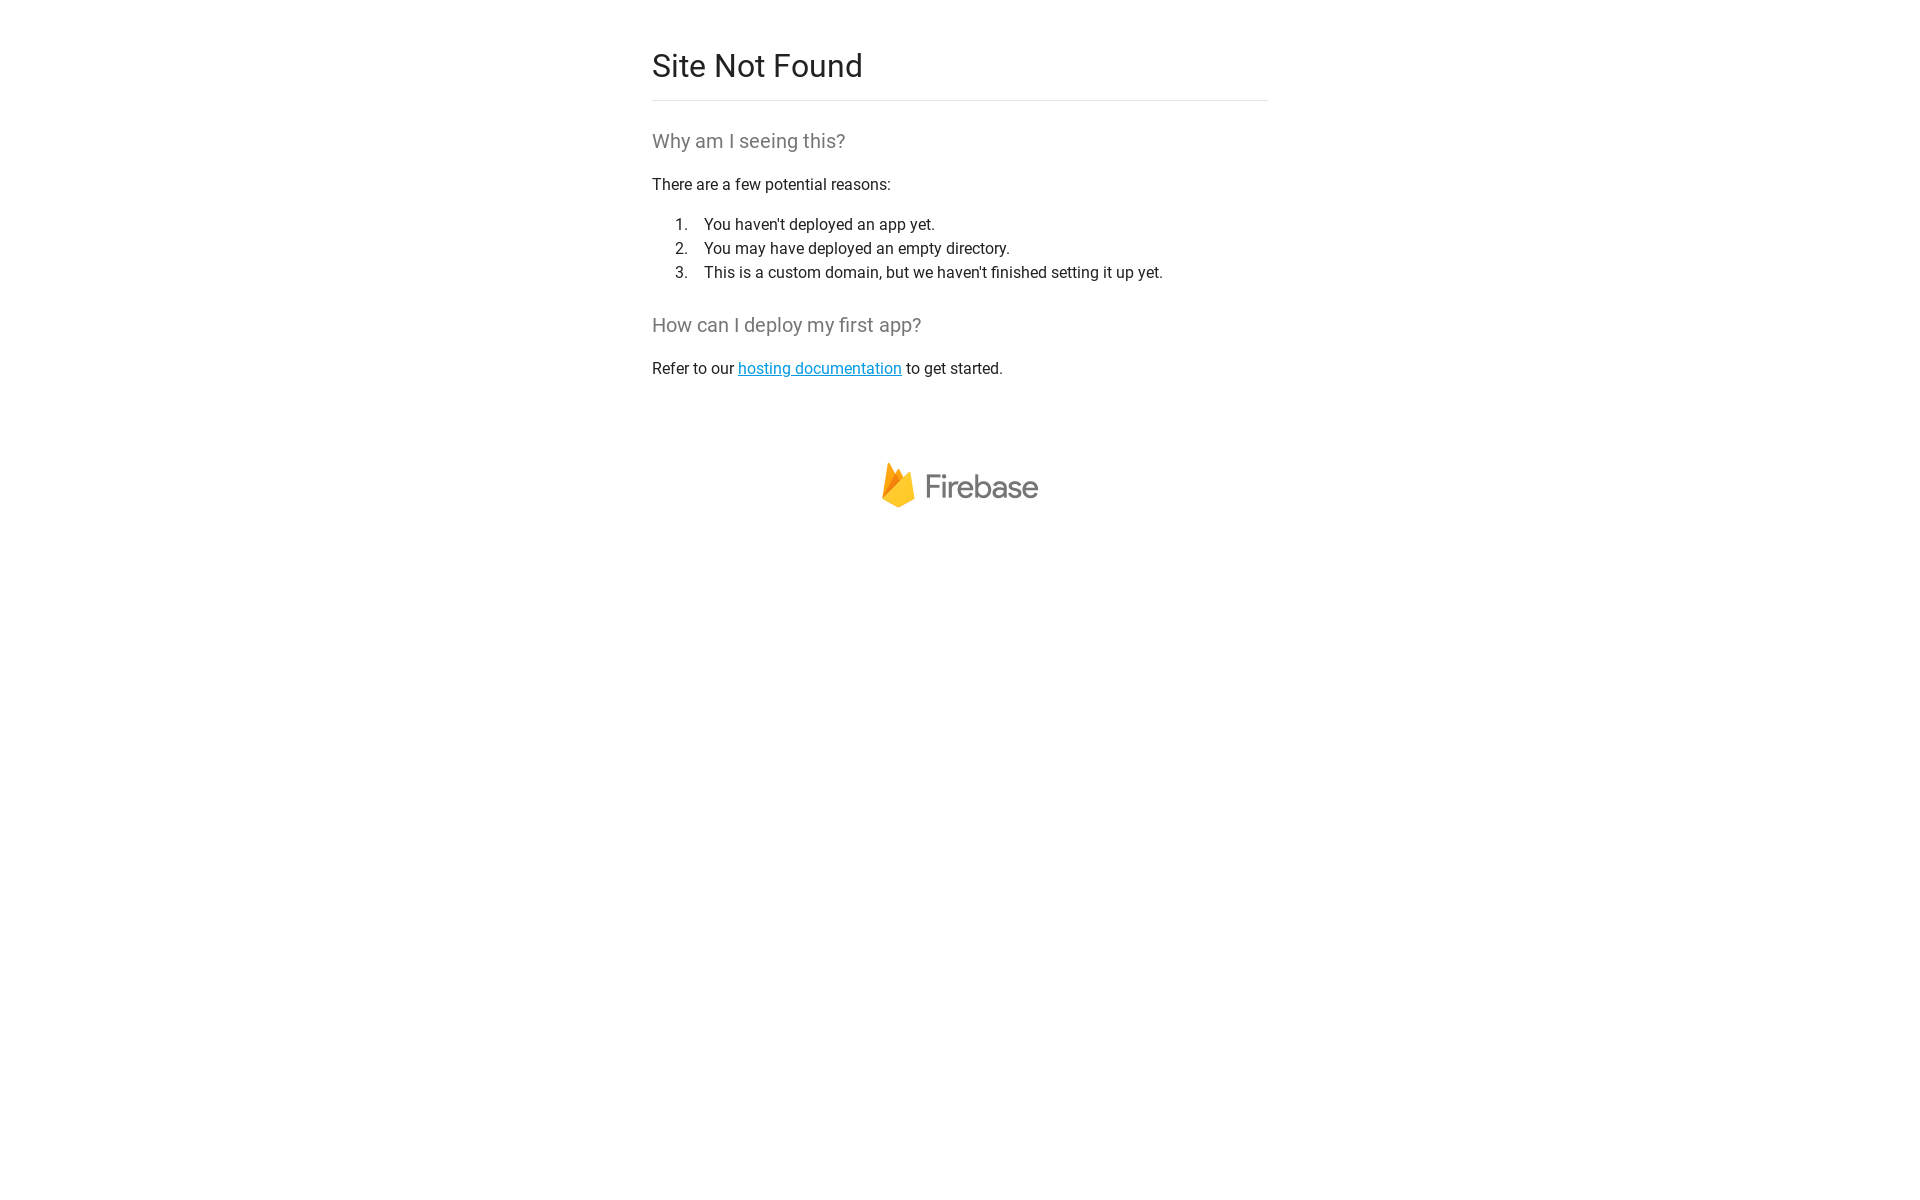 Site Not Found
Why am I seeing this?
There are a few potential reasons:
1. You haven't deployed an app yet.
2. You may have deployed an empty directory.
3. This is a custom domain, but we haven't finished setting it up yet.
How can I deploy my first app?
Refer to our hosting documentation to get started.
Firebase